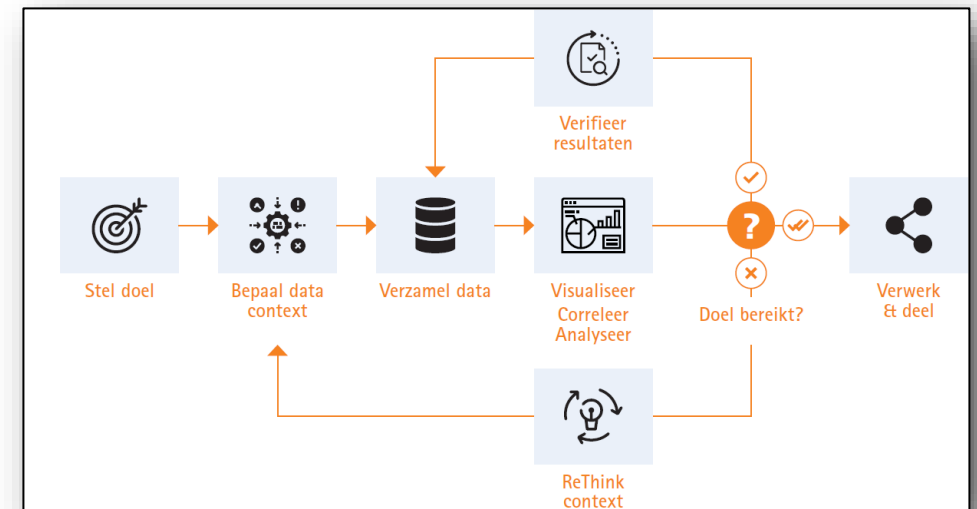 Verifieer
resultaten
?
Stel doel
Bepaal data
context
Verzamel data
Visualiseer
Correleer
Analyseer
Doel bereikt?
Verwerk
& deel
ReThink
context